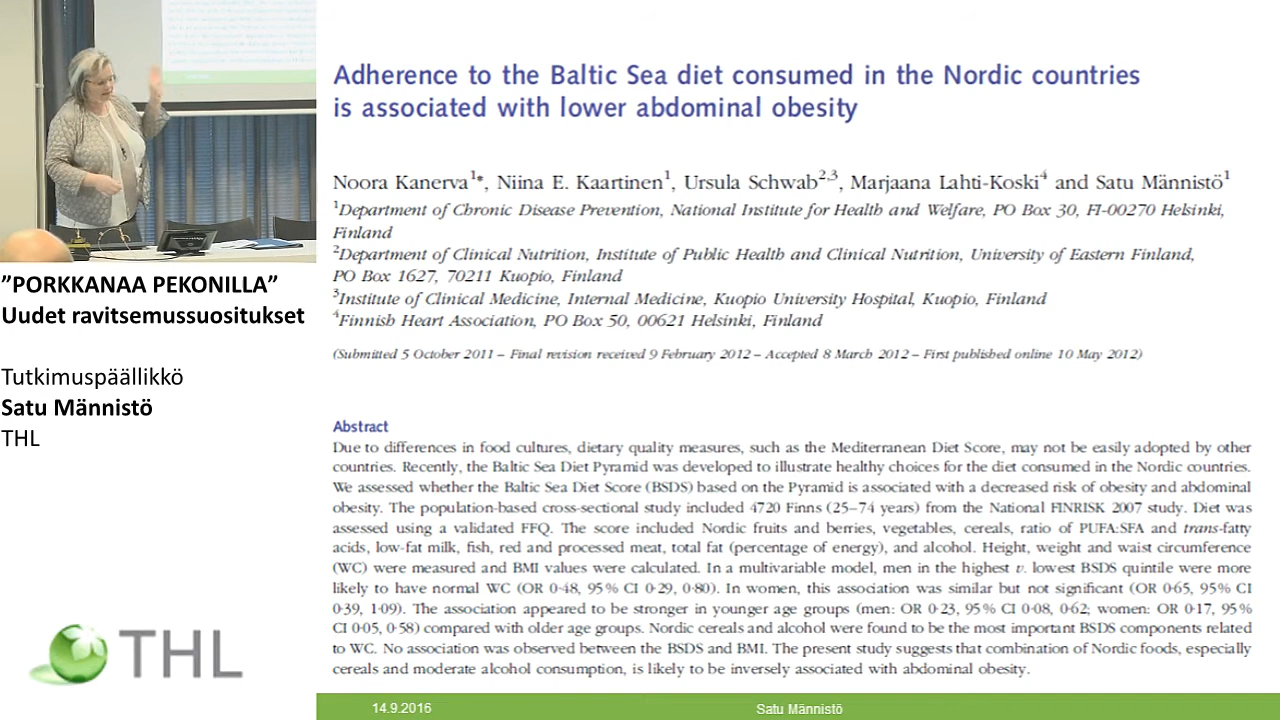 ”PORKKANAA PEKONILLA”
Uudet ravitsemussuositukset
Tutkimuspäällikkö
Satu Männistö
THL
THL
Adherence to the Baltic Sea diet consumed in the Nordic countries
is associated with lower abdominal obesity
Noora Kanerva1*, Niina E. Kaartinen1, Ursula Schwab2,3, Marjaana Lahti-Koski4 and Satu Männistö1
1Department of Chronic Disease Prevention, National Institute for Health and Welfare, PO Box 30, FI-00270 Helsinki,
Finland
2Department of Clinical Nutrition, Institute of Public Health and Clinical Nutrition, University of Eastern Finland,
PO Box 1627, 70211 Kuopio, Finland
3Institute of Clinical Medicine, Internal Medicine, Kuopio University Hospital, Kuopio, Finland
4Finnish Heart Association, PO Box 50, 00621 Helsinki, Finland
(Submitted 5 October 2011 – Final revision received 9 February 2012 – Accepted 8 March 2012 – First published online 10 May 2012)
Abstract
Due to differences in food cultures, dietary quality measures, such as the Mediterranean Diet Score, may not be easily adopted by other
countries. Recently, the Baltic Sea Diet Pyramid was developed to illustrate healthy choices for the diet consumed in the Nordic countries.
We assessed whether the Baltic Sea Diet Score (BSDS) based on the Pyramid is associated with a decreased risk of obesity and abdominal
obesity. The population-based cross-sectional study included 4720 Finns (25–74 years) from the National FINRISK 2007 study. Diet was
assessed using a validated FFQ. The score included Nordic fruits and berries, vegetables, cereals, ratio of PUFA:SFA and trans-fatty
acids, low-fat milk, fish, red and processed meat, total fat (percentage of energy), and alcohol. Height, weight and waist circumference
(WC) were measured and BMI values were calculated. In a multivariable model, men in the highest v. lowest BSDS quintile were more
likely to have normal WC (OR 0·48, 95 % CI 0·29, 0·80). In women, this association was similar but not significant (OR 0·65, 95% CI
0·39, 1·09). The association appeared to be stronger in younger age groups (men: OR 0·23, 95 % CI 0·08, 0·62; women: OR 0·17, 95 %
CI 0·05, 0·58) compared with older age groups. Nordic cereals and alcohol were found to be the most important BSDS components related
to WC. No association was observed between the BSDS and BMI. The present study suggests that combination of Nordic foods, especially
cereals and moderate alcohol consumption, is likely to be inversely associated with abdominal obesity.
14.9.2016
Satu Männistö